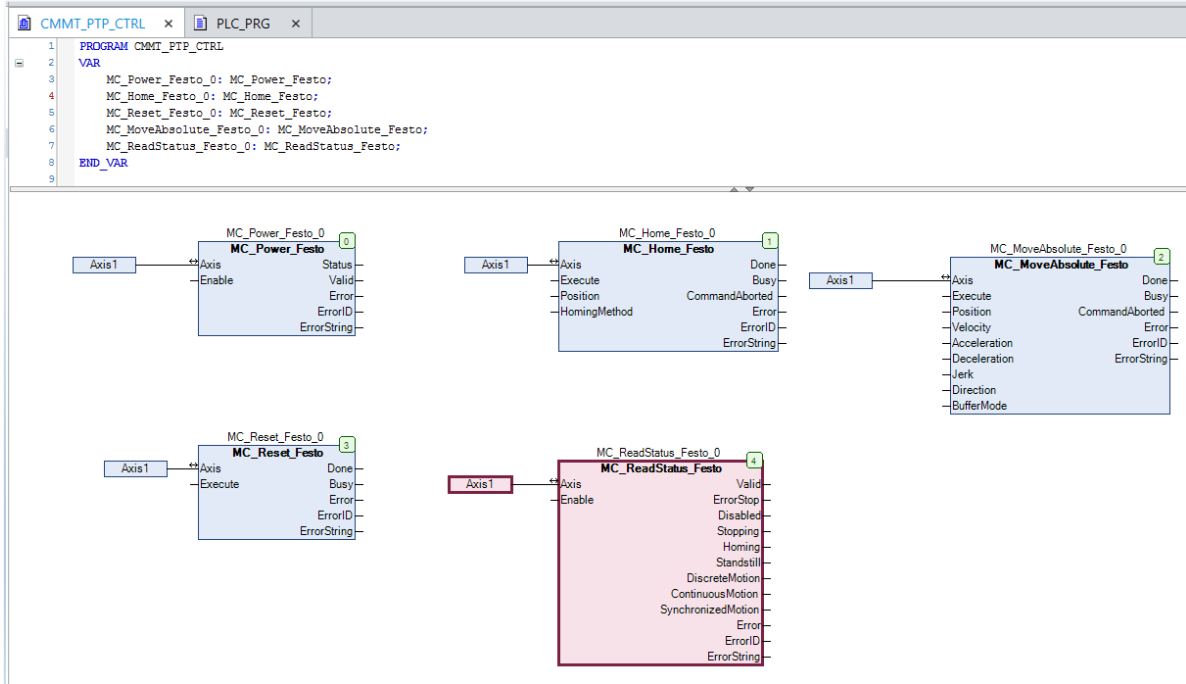 CMMT_PTP_CTRL × PLC_PRG ×
1 PROGRAM CMMT_PTP_CTRL
2 VAR
3 MC_Power_Festo_0: MC_Power_Festo;
4 MC_Home_Festo_0: MC_Home_Festo;
5 MC_Reset_Festo_0: MC_Reset_Festo;
6 MC_MoveAbsolute_Festo_0: MC_MoveAbsolute_Festo;
7 MC_ReadStatus_Festo_0: MC_ReadStatus_Festo;
8 END_VAR
9
MC_Power_Festo_0
0
MC_Power_Festo
Axis1 Axis Status
Enable Valid
Error
ErrorID
ErrorString
MC_Home_Festo_0
1
MC_Home_Festo
Axis1 Axis Done
Execute Busy
Position CommandAborted
HomingMethod Error
ErrorID
ErrorString
MC_MoveAbsolute_Festo_0
2
MC_MoveAbsolute_Festo
Axis1 Axis Done
Execute Busy
Position CommandAborted
Velocity Error
Acceleration ErrorID
Deceleration ErrorString
Jerk
Direction
BufferMode
MC_Reset_Festo_0
3
MC_Reset_Festo
Axis1 Axis Done
Execute Busy
Error
ErrorID
ErrorString
MC_ReadStatus_Festo_0
4
MC_ReadStatus_Festo
Axis1 Axis Valid
Enable ErrorStop
Disabled
Stopping
Homing
Standstill
DiscreteMotion
ContinuousMotion
SynchronizedMotion
Error
ErrorID
ErrorString